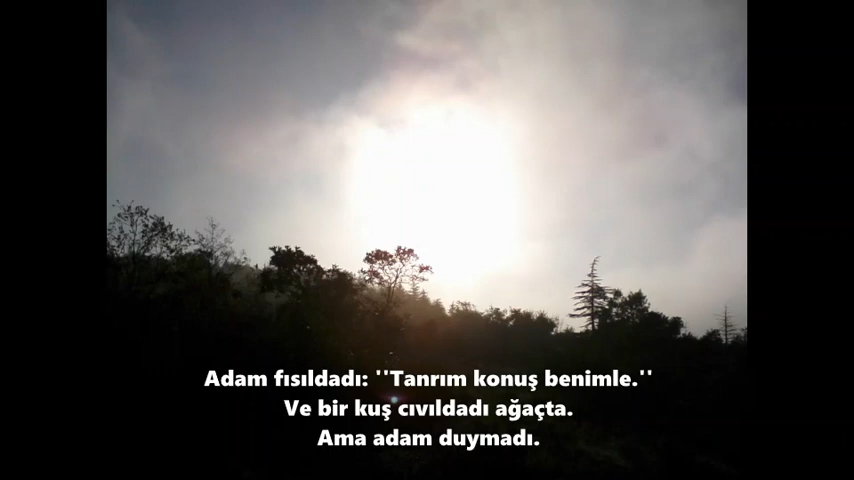 Adam fısıldadı: ''Tanrım konuş benimle.''
Ve bir kuş cıvıldadı ağaçta.
Ama adam duymadı.